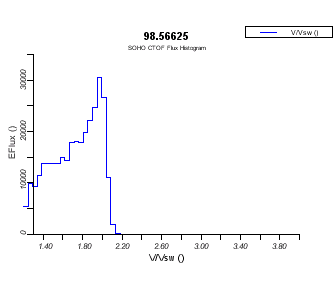 V/Vsw ()
98.56625
SOHO CTOF Flux Histogram
30000
20000
10000
0
EFlux ()
1.40 1.80 2.20 2.60 3.00 3.40 3.80
V/Vsw ()